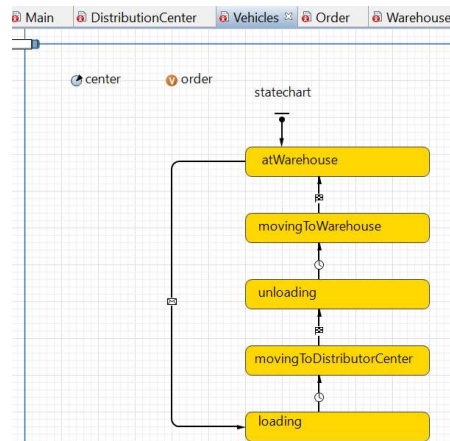 Main DistributionCenter Vehicles Order Warehouse
center order
statechart
atWarehouse
movingToWarehouse
unloading
movingToDistributorCenter
loading